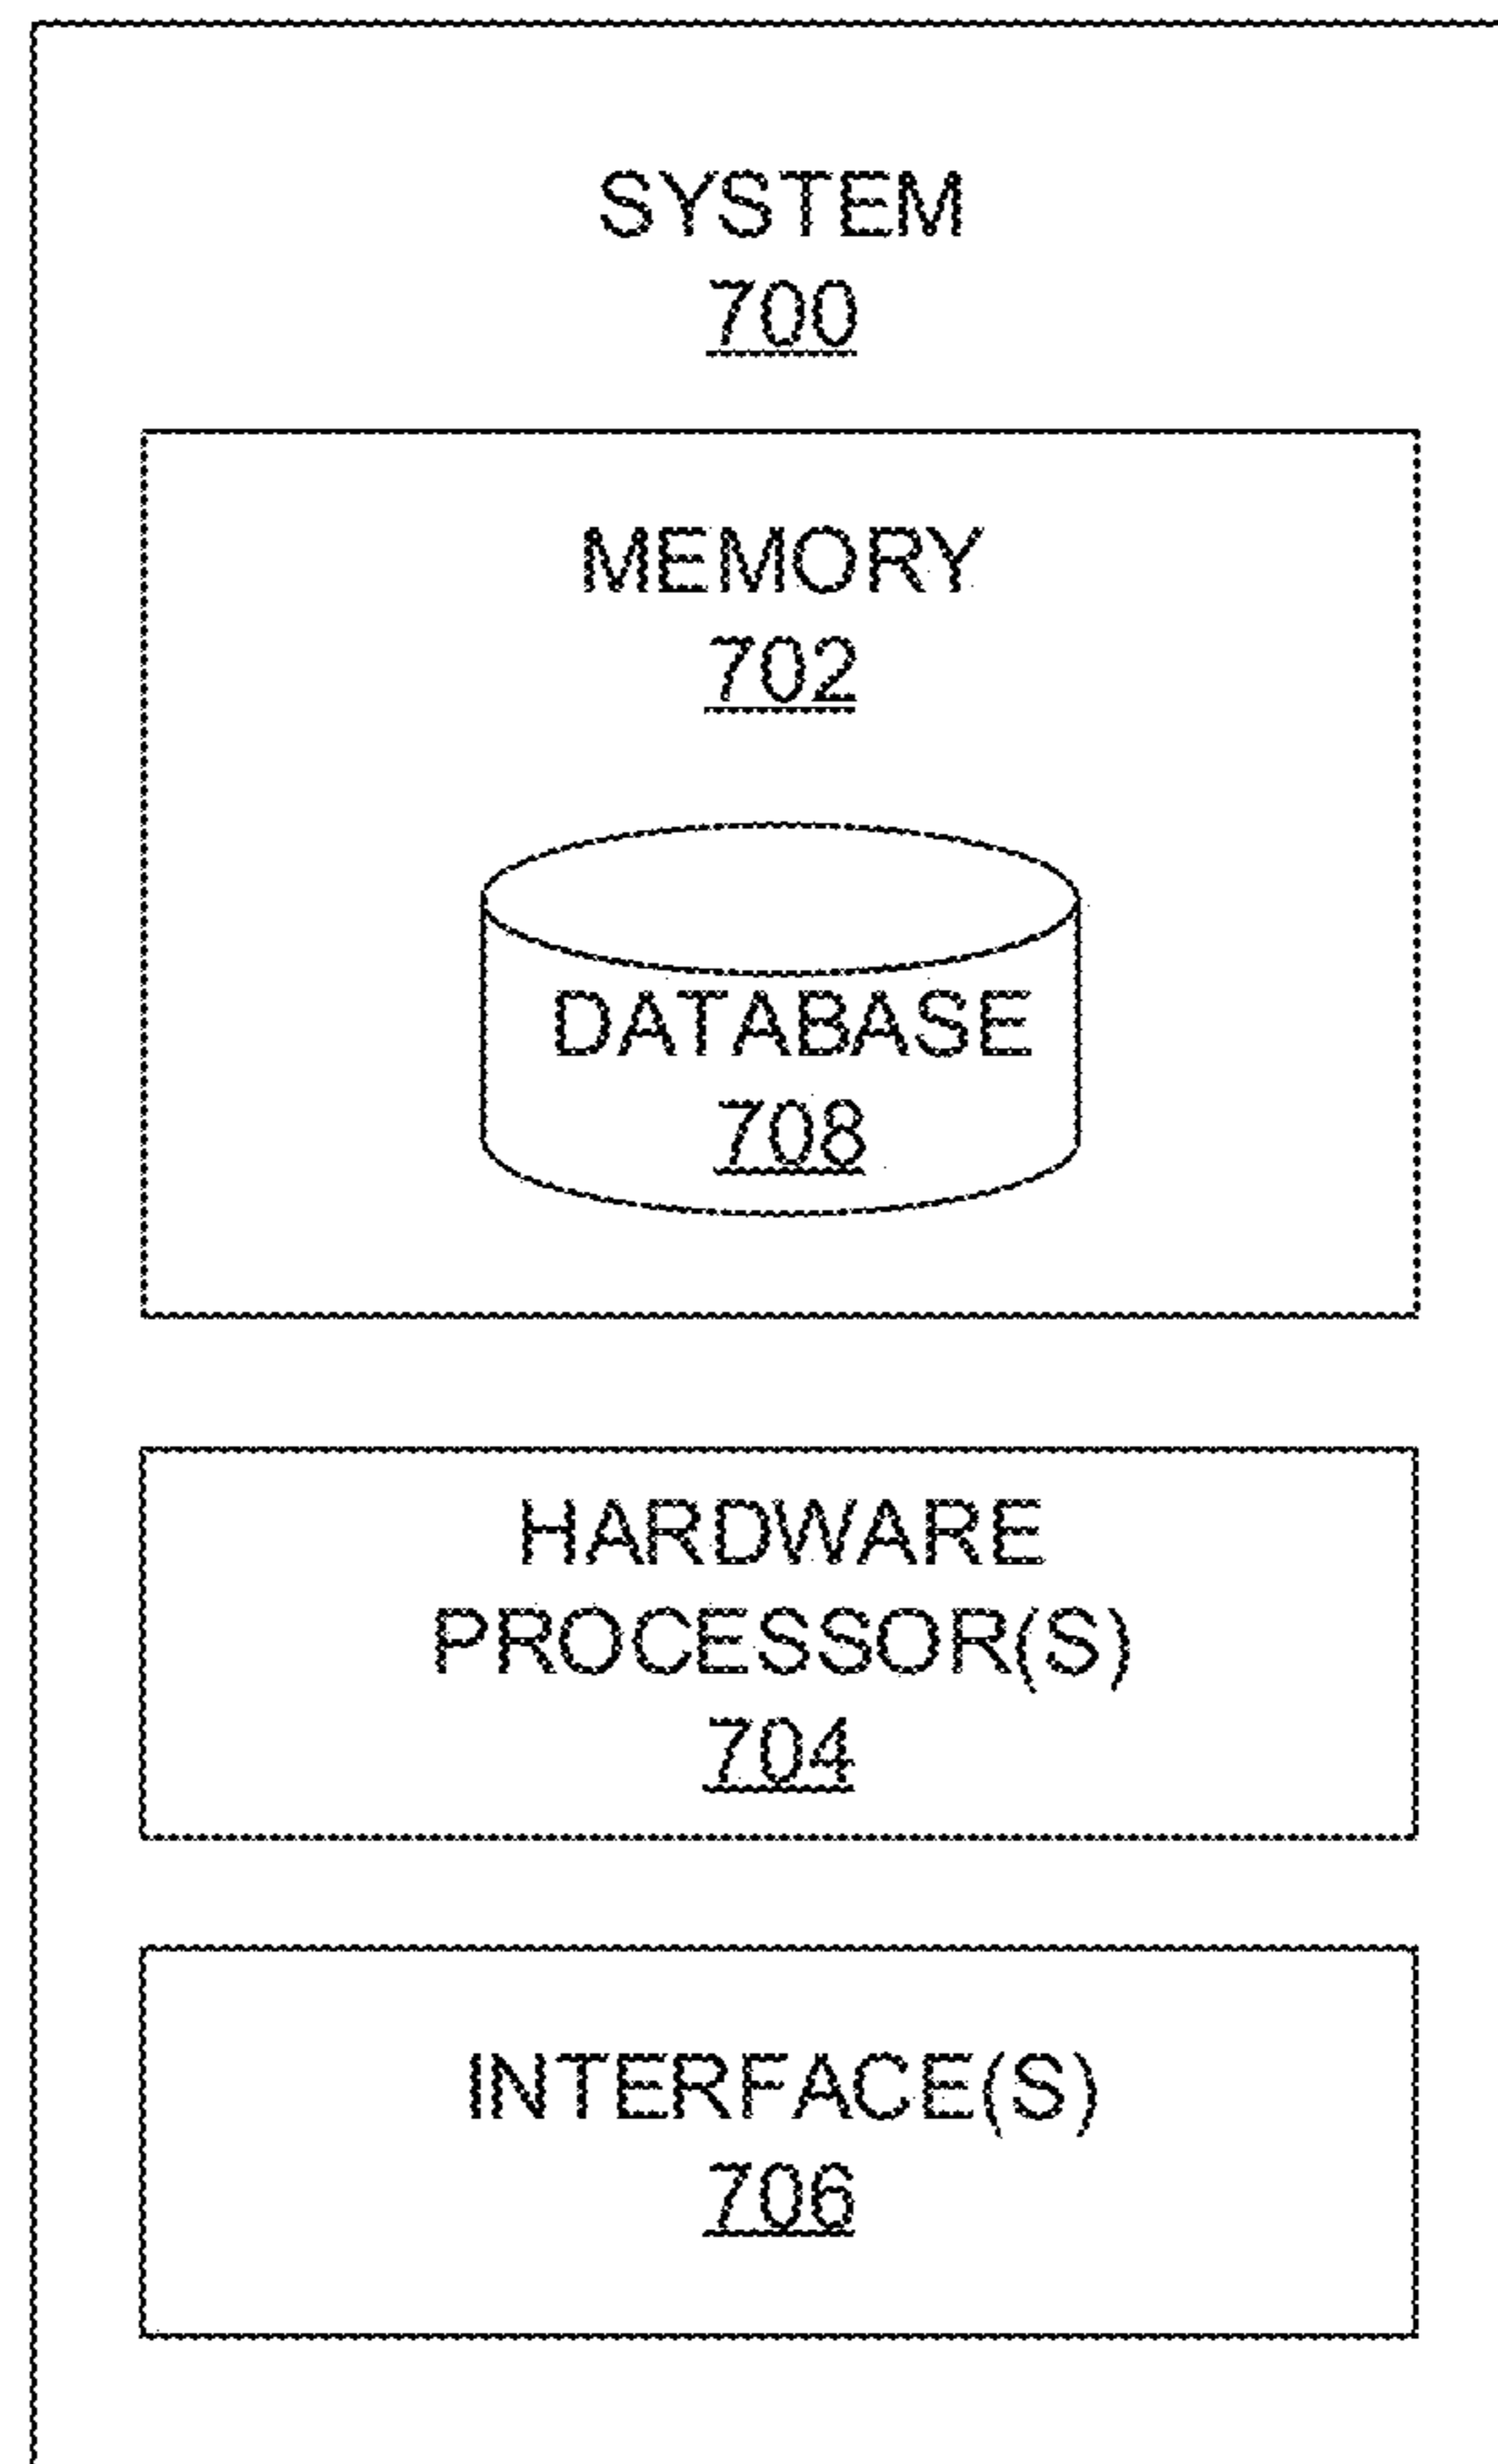 SYSTEM
700
MEMORY
702
DATABASE
708
HARDWARE
PROCESSOR(S)
704
INTERFACE(S)
706